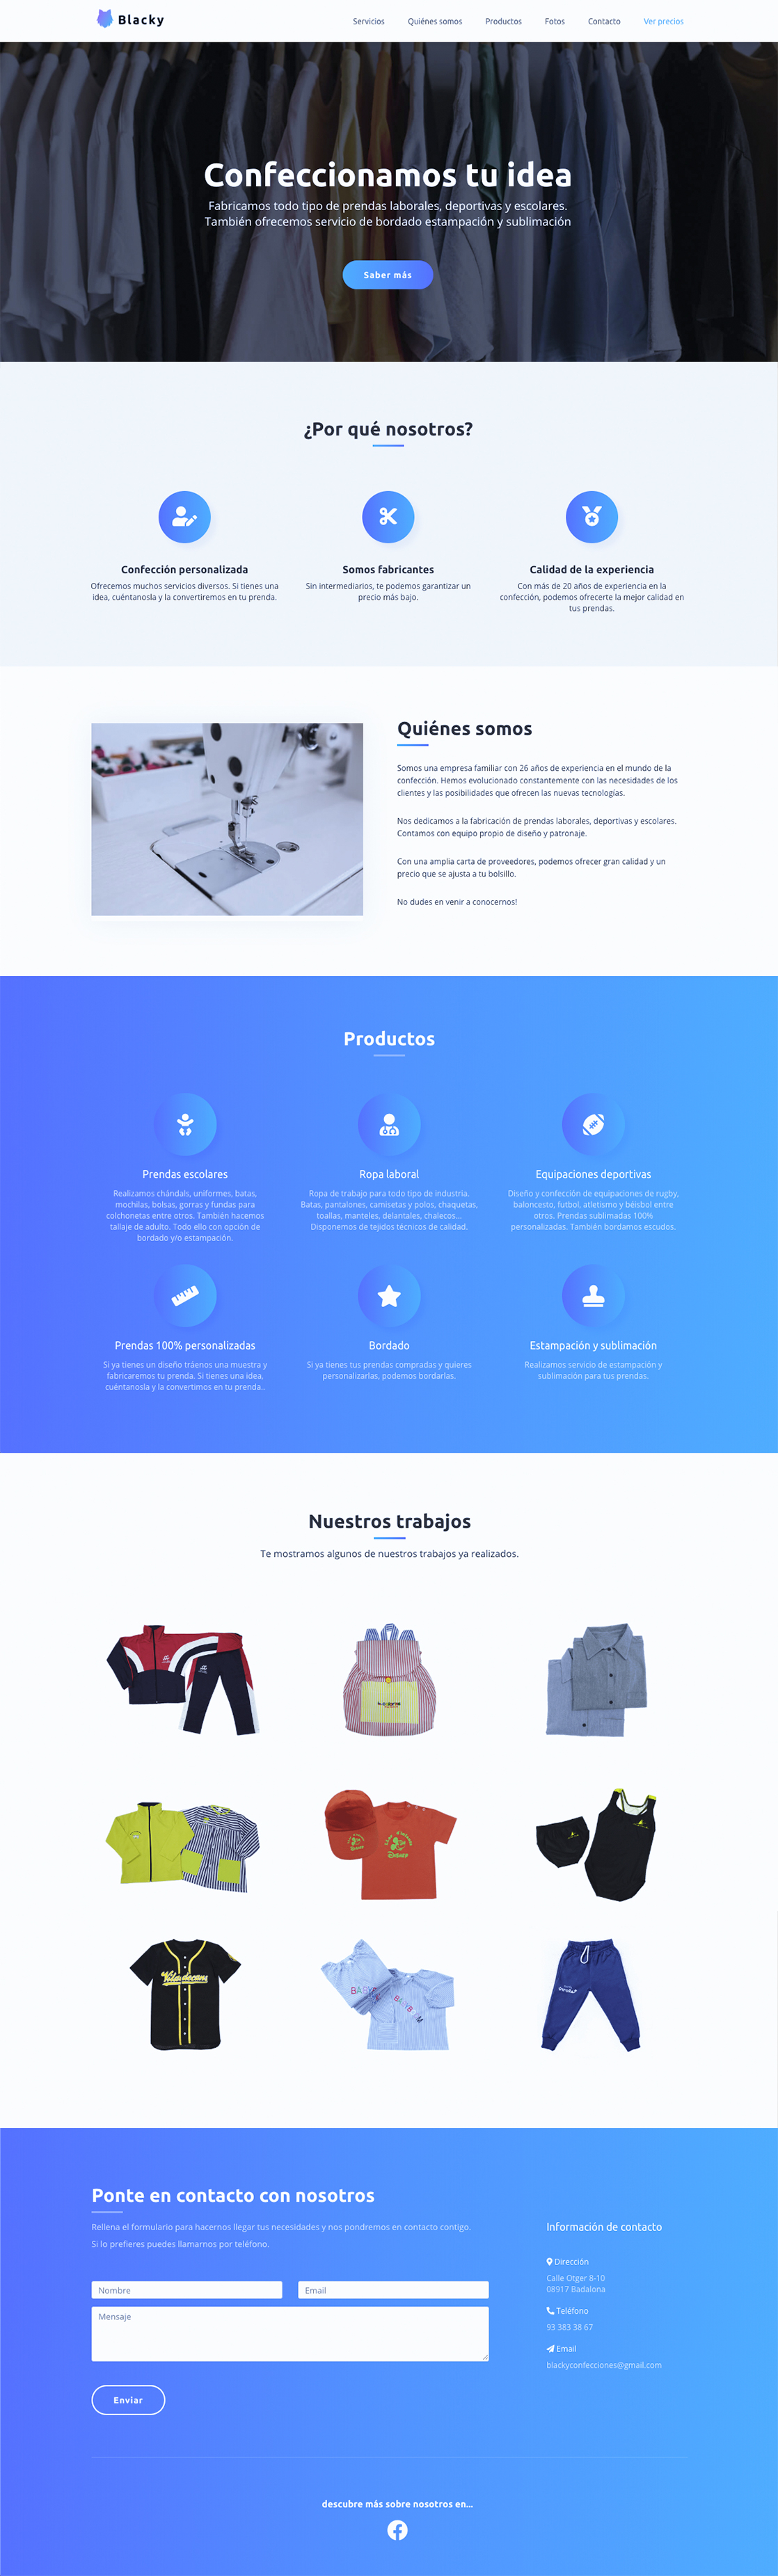 Blacky
Servicios
Quiénes somos
Productos
Fotos
Contacto
Ver precios
Confeccionamos tu idea
Fabricamos todo tipo de prendas laborales, deportivas y escolares.
También ofrecemos servicio de bordado estampación y sublimación
Saber más
¿Por qué nosotros?
Confección personalizada
Ofrecemos muchos servicios diversos. Si tienes una
idea, cuéntanosla y la convertiremos en tu prenda.
Somos fabricantes
Sin intermediarios, te podemos garantizar un
precio más bajo.
Calidad de la experiencia
Con más de 20 años de experiencia en la
confección, podemos ofrecerte la mejor calidad en
tus prendas.
Quiénes somos
Somos una empresa familiar con 26 años de experiencia en el mundo de la
confección. Hemos evolucionado constantemente con las necesidades de los
clientes y las posibilidades que ofrecen las nuevas tecnologías.
Nos dedicamos a la fabricación de prendas laborales, deportivas y escolares.
Contamos con equipo propio de diseño y patronaje.
Con una amplia carta de proveedores, podemos ofrecer gran calidad y un
precio que se ajusta a tu bolsillo.
No dudes en venir a conocernos!
Productos
Prendas escolares
Realizamos chándals, uniformes, batas,
mochilas, bolsas, gorras y fundas para
colchonetas entre otros. También hacemos
tallaje de adulto. Todo ello con opción de
bordado y/o estampación.
Ropa laboral
Ropa de trabajo para todo tipo de industria.
Batas, pantalones, camisetas y polos, chaquetas,
toallas, manteles, delantales, chalecos...
Disponemos de tejidos técnicos de calidad.
Equipaciones deportivas
Diseño y confección de equipaciones de rugby,
baloncesto, futbol, atletismo y béisbol entre
otros. Prendas sublimadas 100%
personalizadas. También bordamos escudos.
Prendas 100% personalizadas
Si ya tienes un diseño tráenos una muestra y
fabricaremos tu prenda. Si tienes una idea,
cuéntanosla y la convertimos en tu prenda..
Bordado
Si ya tienes tus prendas compradas y quieres
personalizarlas, podemos bordarlas.
Estampación y sublimación
Realizamos servicio de estampación y
sublimación para tus prendas.
Nuestros trabajos
Te mostramos algunos de nuestros trabajos ya realizados.
Viladecans
Ponte en contacto con nosotros
Rellena el formulario para hacernos llegar tus necesidades y nos pondremos en contacto contigo.
Si lo prefieres puedes llamarnos por teléfono.
Nombre
Email
Mensaje
Enviar
Información de contacto
Dirección
Calle Otger 8-10
08917 Badalona
Teléfono
93 383 38 67
Email
blackyconfecciones@gmail.com
descubre más sobre nosotros en...